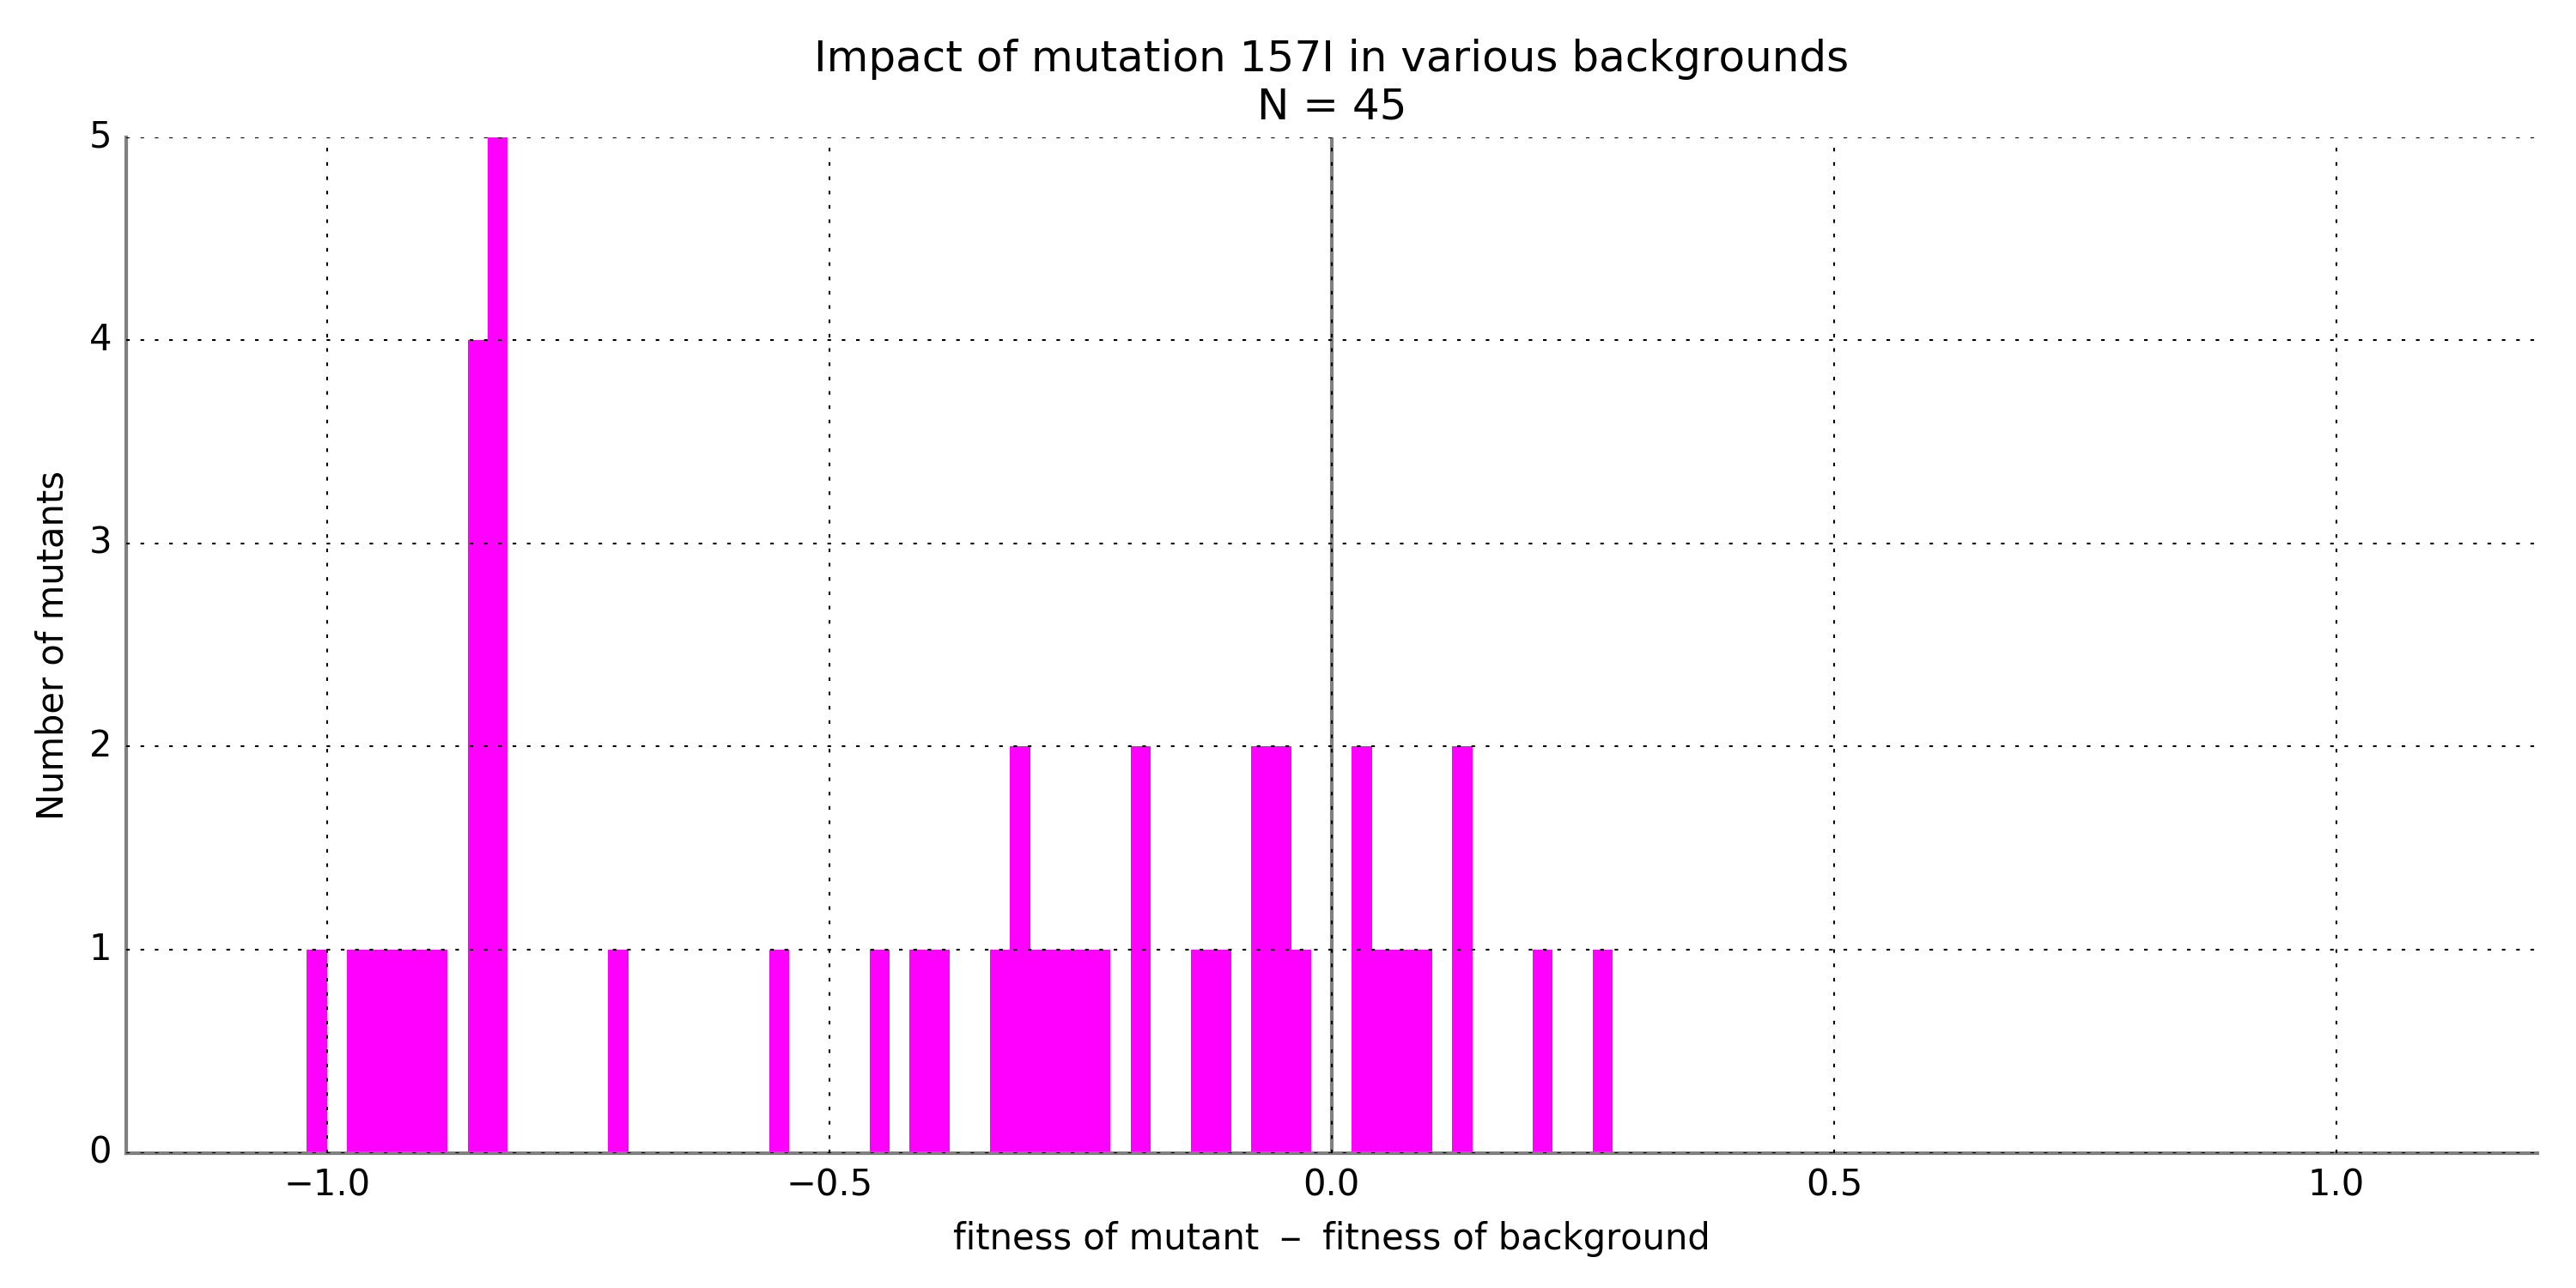 Impact of mutation 157I in various backgrounds
N = 45
5
4
3
2
1
0
Number of mutants
−1.0 −0.5 0.0 0.5 1.0
fitness of mutant – fitness of background